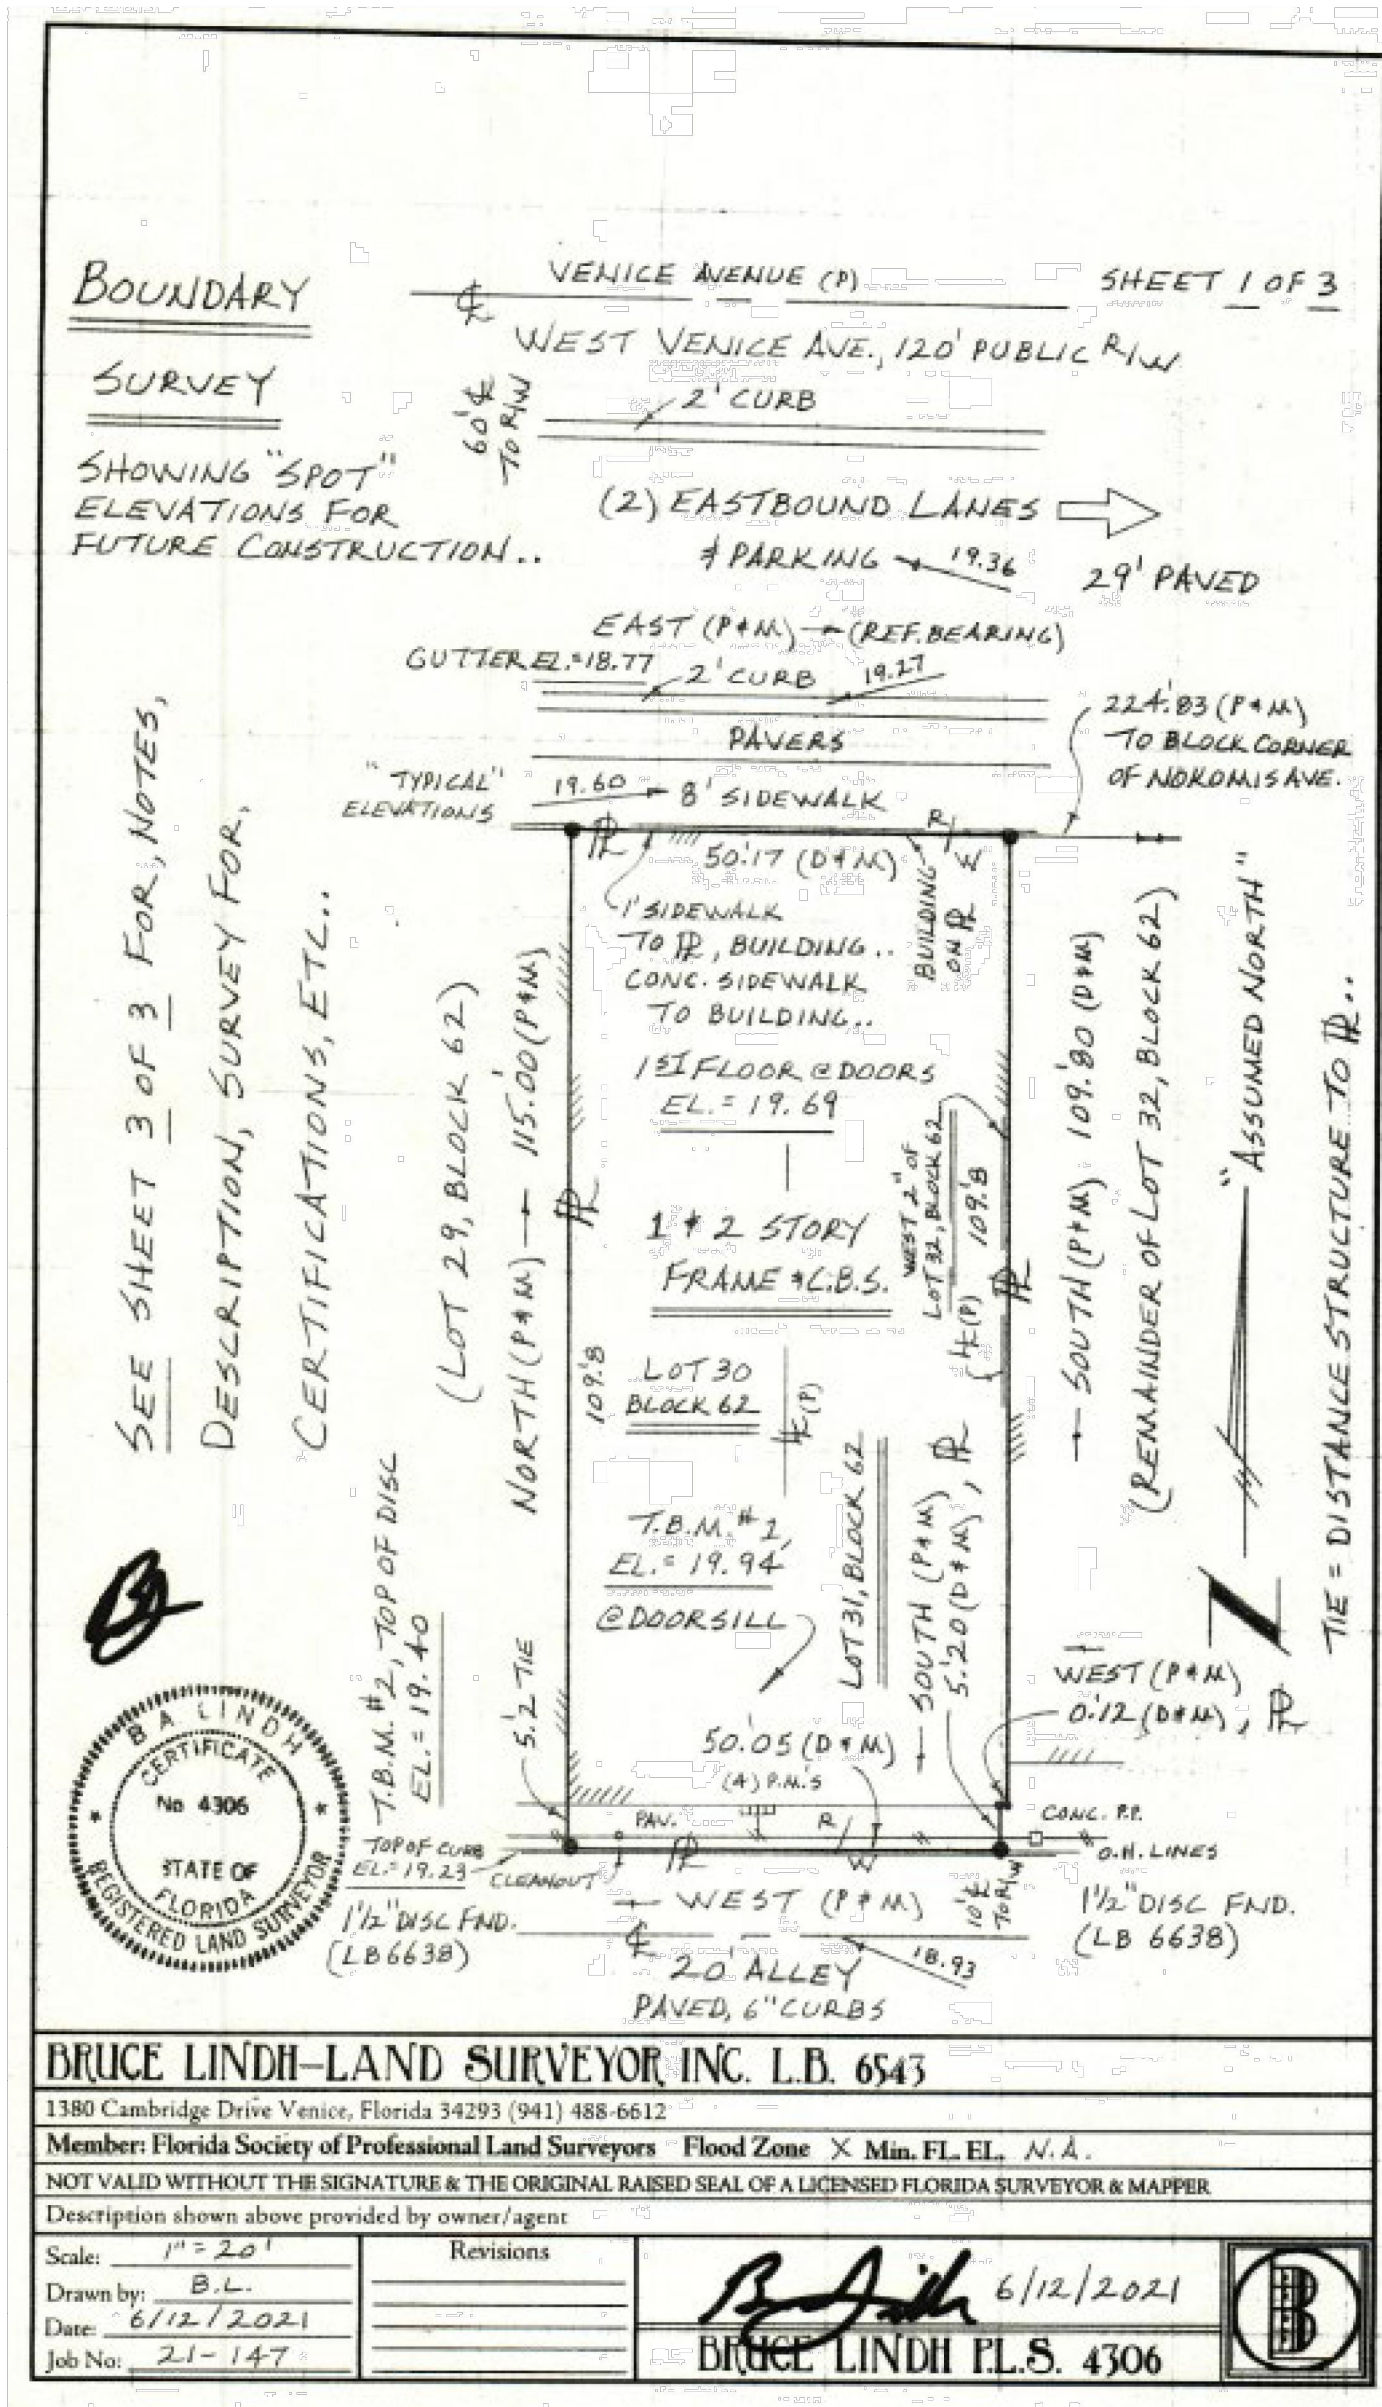 BOUNDARY
SURVEY
SHOWING "SPOT"
ELEVATIONS FOR
FUTURE CONSTRUCTION..
VENICE AVENUE (P)
SHEET 1 OF 3
WEST VENICE AVE., 120' PUBLIC R/W
60' ℄
TO R/W
2' CURB
(2) EASTBOUND LANES
& PARKING
19.36
29' PAVED
EAST (P&M) (REF. BEARING)
GUTTER EL.=18.77
2' CURB
19.27
224.'83 (P&M)
TO BLOCK CORNER
OF NOKOMIS AVE.
PAVERS
"TYPICAL"
ELEVATIONS
19.60
8' SIDEWALK
R/W
50.'17 (D&M)
BUILDING
ON PL
1' SIDEWALK
TO PL, BUILDING..
CONC. SIDEWALK
TO BUILDING..
1ST FLOOR @ DOORS
EL. = 19.69
SEE SHEET 3 OF 3 FOR, NOTES,
DESCRIPTION, SURVEY FOR,
CERTIFICATIONS, ETC..
(LOT 29, BLOCK 62)
NORTH (P&M) 115.'00 (P&M)
PL
109.'8
1 & 2 STORY
FRAME & C.B.S.
WEST 2" OF
LOT 32, BLOCK 62
109.'8
LL (P)
PL
SOUTH (P&M) 109.'80 (D&M)
(REMAINDER OF LOT 32, BLOCK 62)
"ASSUMED NORTH"
N
TIE = DISTANCE STRUCTURE TO PL..
LOT 30
BLOCK 62
LL (P)
LOT 31, BLOCK 62
T.B.M. #1,
EL. = 19.94,
@ DOORSILL
SOUTH (P&M)
5.'20 (D&M), PL
T.B.M. #2, TOP OF DISC
EL. = 19.40
5.'2 TIE
WEST (P&M)
0.'12 (D&M), PL
50.'05 (D&M)
(4) P.M.'S
PAV.
R/W
CONC. P.P.
O.H. LINES
TOP OF CURB
EL.=19.23
CLEANOUT
PL
WEST (P&M)
10' ℄
TO R/W
1 1/2" DISC FND.
(LB 6638)
1 1/2" DISC FND.
(LB 6638)
℄
20' ALLEY
18.93
PAVED, 6" CURBS
B A LINDH
CERTIFICATE
No 4306
STATE OF
FLORIDA
REGISTERED LAND SURVEYOR
BRUCE LINDH-LAND SURVEYOR INC. L.B. 6543
1380 Cambridge Drive Venice, Florida 34293 (941) 488-6612
Member: Florida Society of Professional Land Surveyors Flood Zone X Min. FL. EL. N.A.
NOT VALID WITHOUT THE SIGNATURE & THE ORIGINAL RAISED SEAL OF A LICENSED FLORIDA SURVEYOR & MAPPER
Description shown above provided by owner/agent
Scale: 1" = 20'
Drawn by: B.L.
Date: 6/12/2021
Job No: 21-147
Revisions
B Lindh 6/12/2021
BRUCE LINDH P.L.S. 4306
B